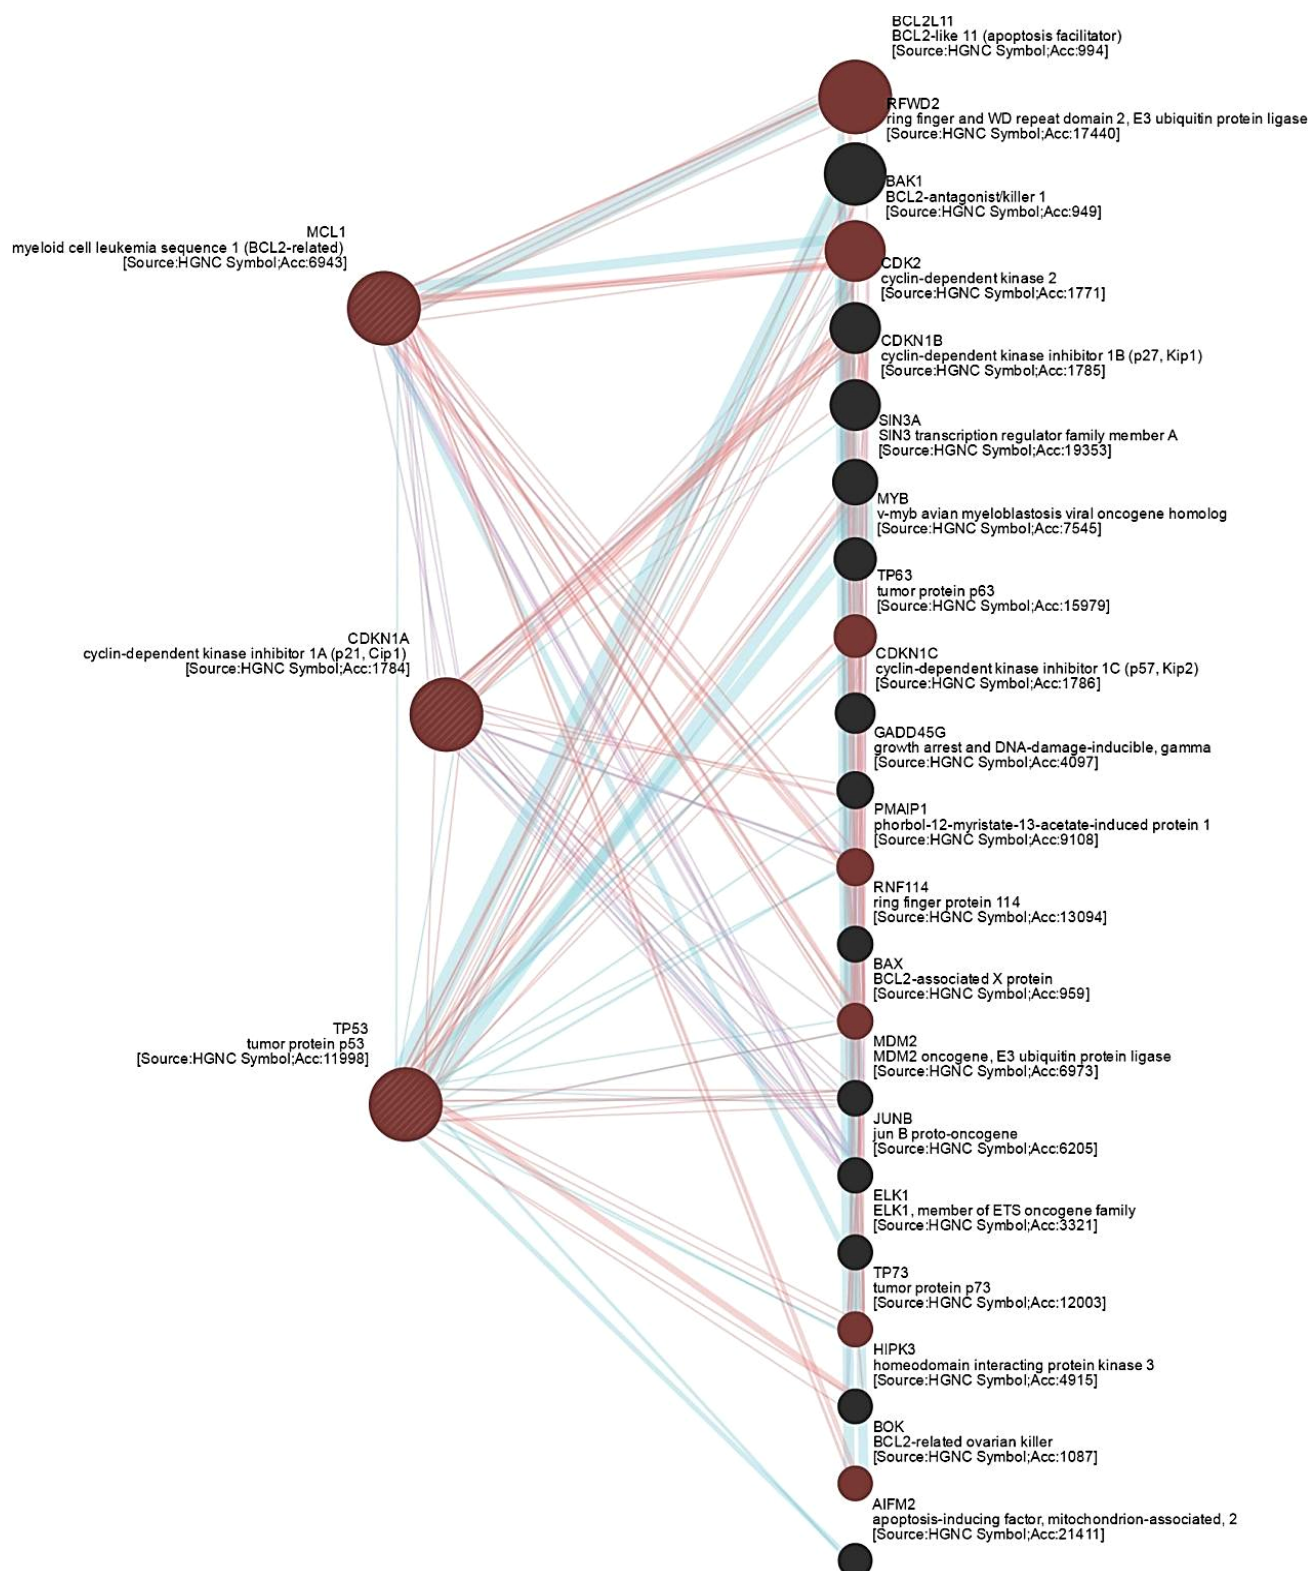 BCL2L11
BCL2-like 11 (apoptosis facilitator)
[Source:HGNC Symbol;Acc:994]
RFWD2
ring finger and WD repeat domain 2, E3 ubiquitin protein ligase
[Source:HGNC Symbol;Acc:17440]
BAK1
BCL2-antagonist/killer 1
[Source:HGNC Symbol;Acc:949]
MCL1
myeloid cell leukemia sequence 1 (BCL2-related)
[Source:HGNC Symbol;Acc:6943]
CDK2
cyclin-dependent kinase 2
[Source:HGNC Symbol;Acc:1771]
CDKN1B
cyclin-dependent kinase inhibitor 1B (p27, Kip1)
[Source:HGNC Symbol;Acc:1785]
SIN3A
SIN3 transcription regulator family member A
[Source:HGNC Symbol;Acc:19353]
MYB
v-myb avian myeloblastosis viral oncogene homolog
[Source:HGNC Symbol;Acc:7545]
TP63
tumor protein p63
[Source:HGNC Symbol;Acc:15979]
CDKN1A
cyclin-dependent kinase inhibitor 1A (p21, Cip1)
[Source:HGNC Symbol;Acc:1784]
CDKN1C
cyclin-dependent kinase inhibitor 1C (p57, Kip2)
[Source:HGNC Symbol;Acc:1786]
GADD45G
growth arrest and DNA-damage-inducible, gamma
[Source:HGNC Symbol;Acc:4097]
PMAIP1
phorbol-12-myristate-13-acetate-induced protein 1
[Source:HGNC Symbol;Acc:9108]
RNF114
ring finger protein 114
[Source:HGNC Symbol;Acc:13094]
BAX
BCL2-associated X protein
[Source:HGNC Symbol;Acc:959]
TP53
tumor protein p53
[Source:HGNC Symbol;Acc:11998]
MDM2
MDM2 oncogene, E3 ubiquitin protein ligase
[Source:HGNC Symbol;Acc:6973]
JUNB
jun B proto-oncogene
[Source:HGNC Symbol;Acc:6205]
ELK1
ELK1, member of ETS oncogene family
[Source:HGNC Symbol;Acc:3321]
TP73
tumor protein p73
[Source:HGNC Symbol;Acc:12003]
HIPK3
homeodomain interacting protein kinase 3
[Source:HGNC Symbol;Acc:4915]
BOK
BCL2-related ovarian killer
[Source:HGNC Symbol;Acc:1087]
AIFM2
apoptosis-inducing factor, mitochondrion-associated, 2
[Source:HGNC Symbol;Acc:21411]